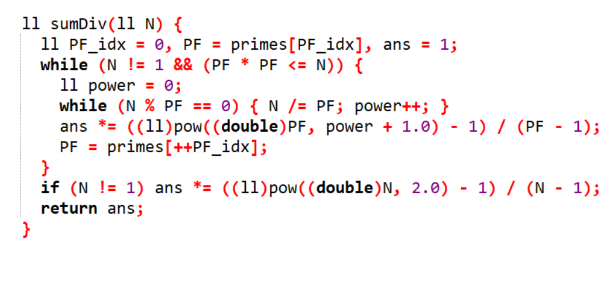 ll sumDiv(ll N) {
ll PF_idx = 0, PF = primes[PF_idx], ans = 1;
while (N != 1 && (PF * PF <= N)) {
ll power = 0;
while (N % PF == 0) { N /= PF; power++; }
ans *= ((ll)pow((double)PF, power + 1.0) - 1) / (PF - 1);
PF = primes[++PF_idx];
}
if (N != 1) ans *= ((ll)pow((double)N, 2.0) - 1) / (N - 1);
return ans;
}